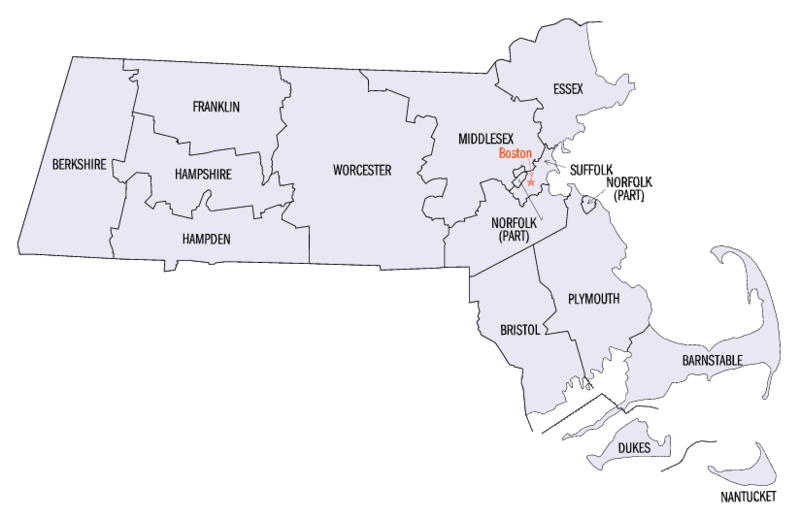 ESSEX
FRANKLIN
MIDDLESEX
Boston
BERKSHIRE
HAMPSHIRE
WORCESTER
SUFFOLK
NORFOLK
(PART)
NORFOLK
(PART)
HAMPDEN
PLYMOUTH
BRISTOL
BARNSTABLE
DUKES
NANTUCKET